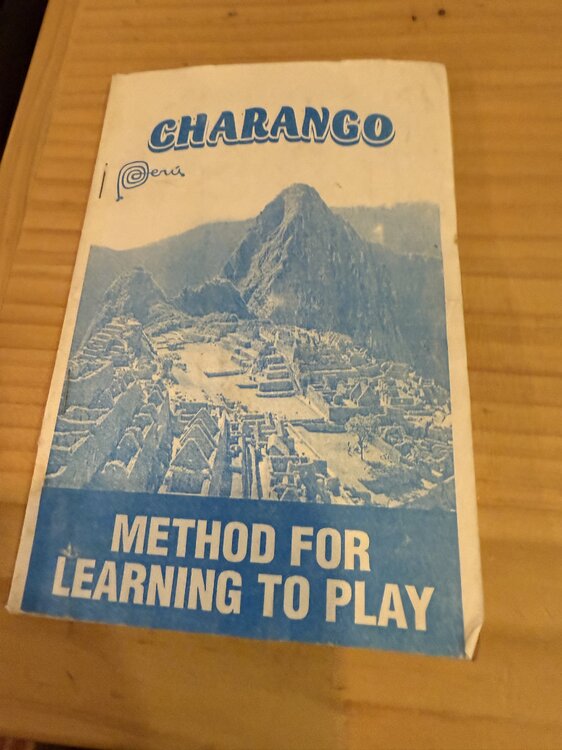 CHARANGO
Perú
METHOD FOR
LEARNING TO PLAY